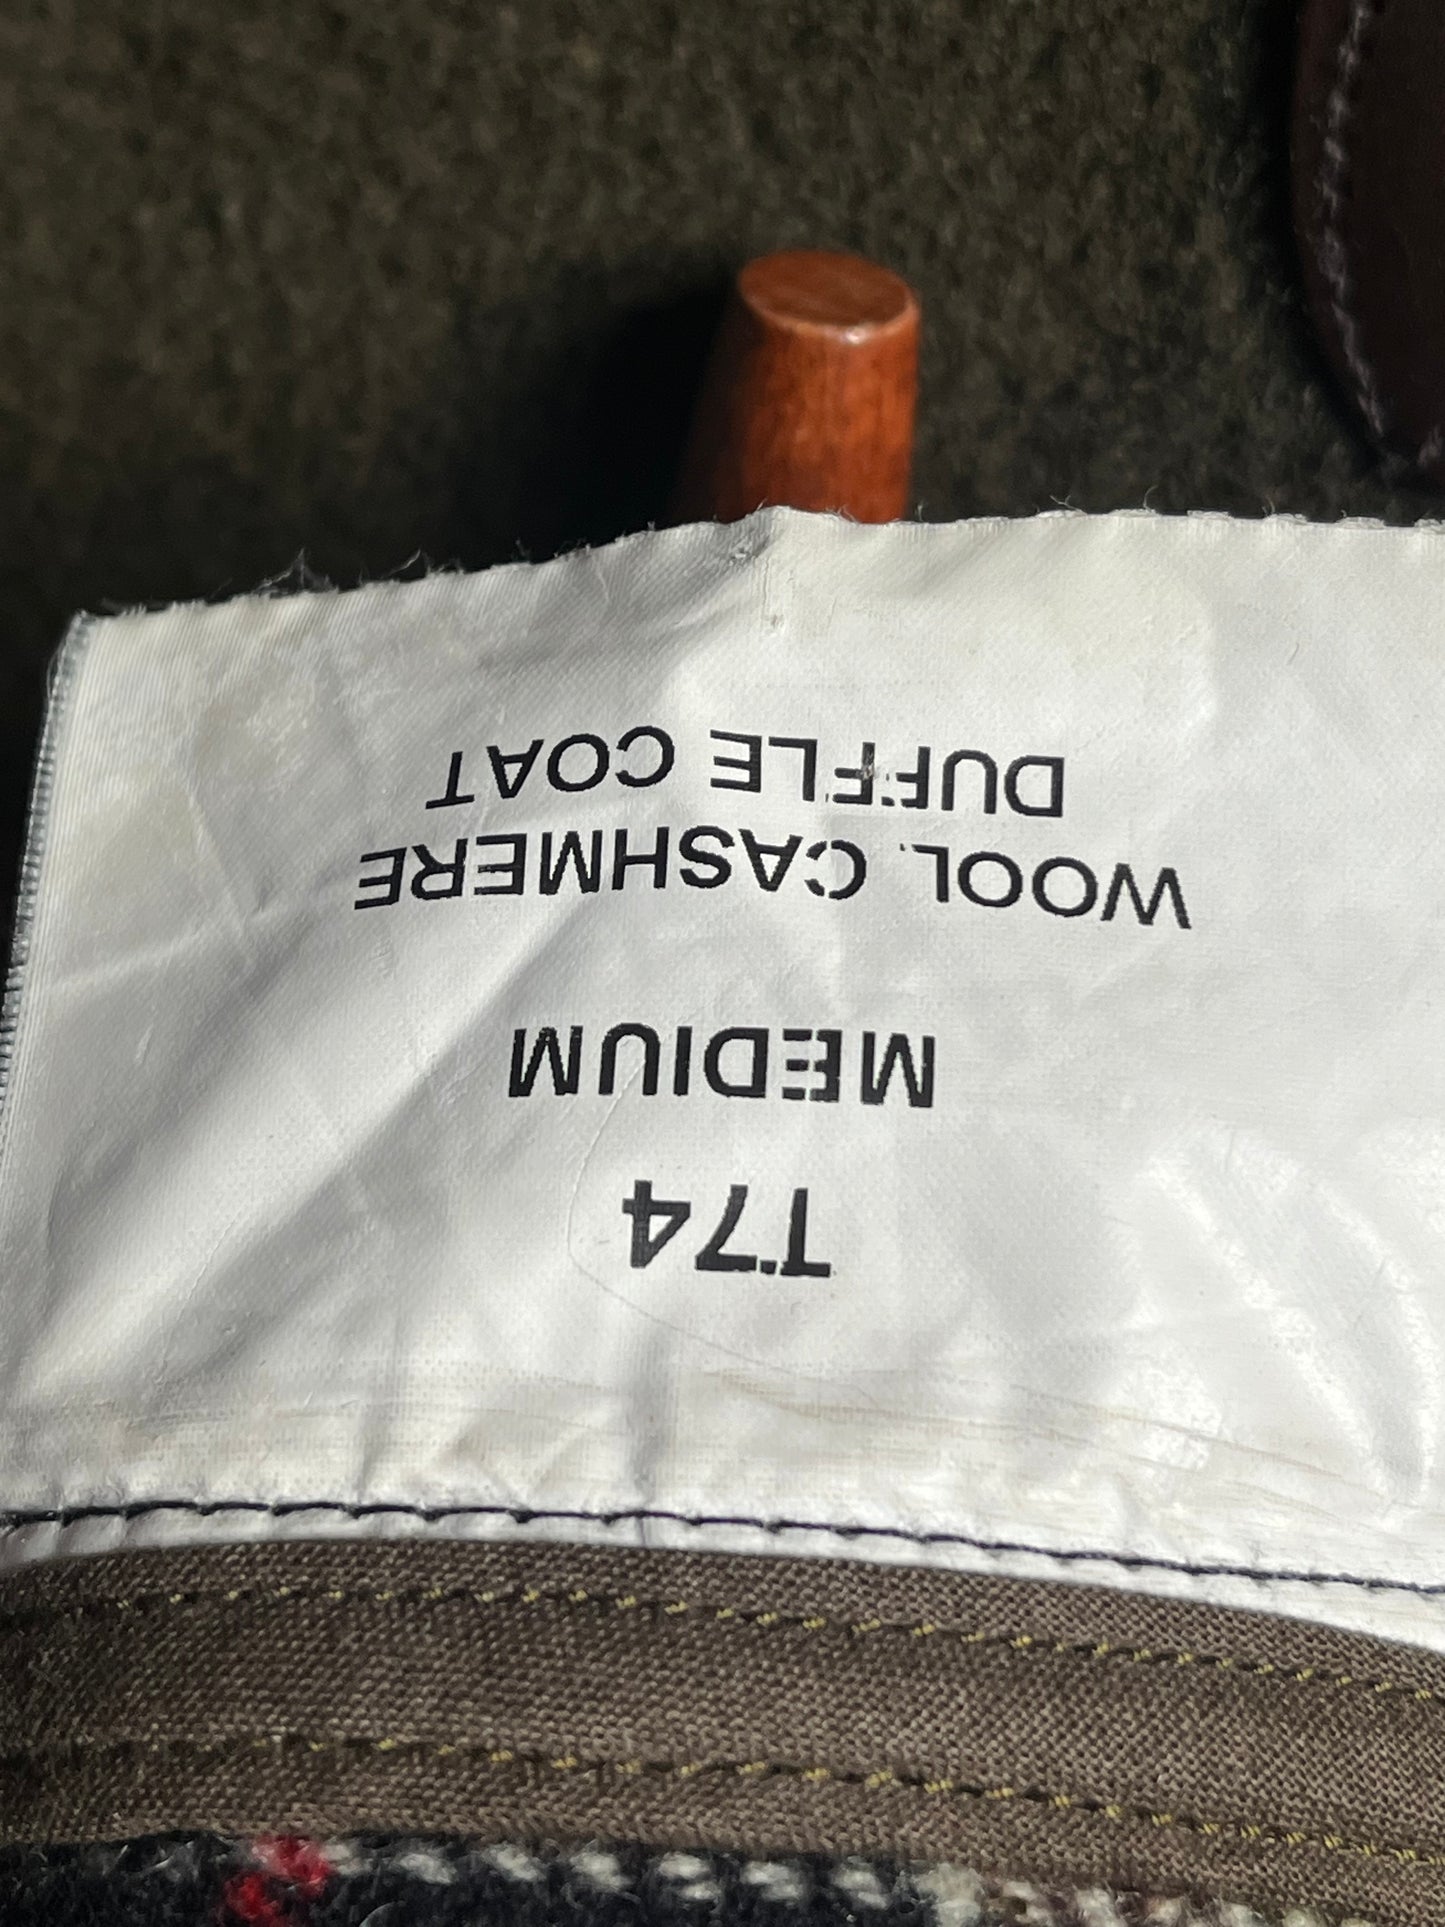 T74
MEDIUM
WOOL CASHMERE
DUFFLE COAT